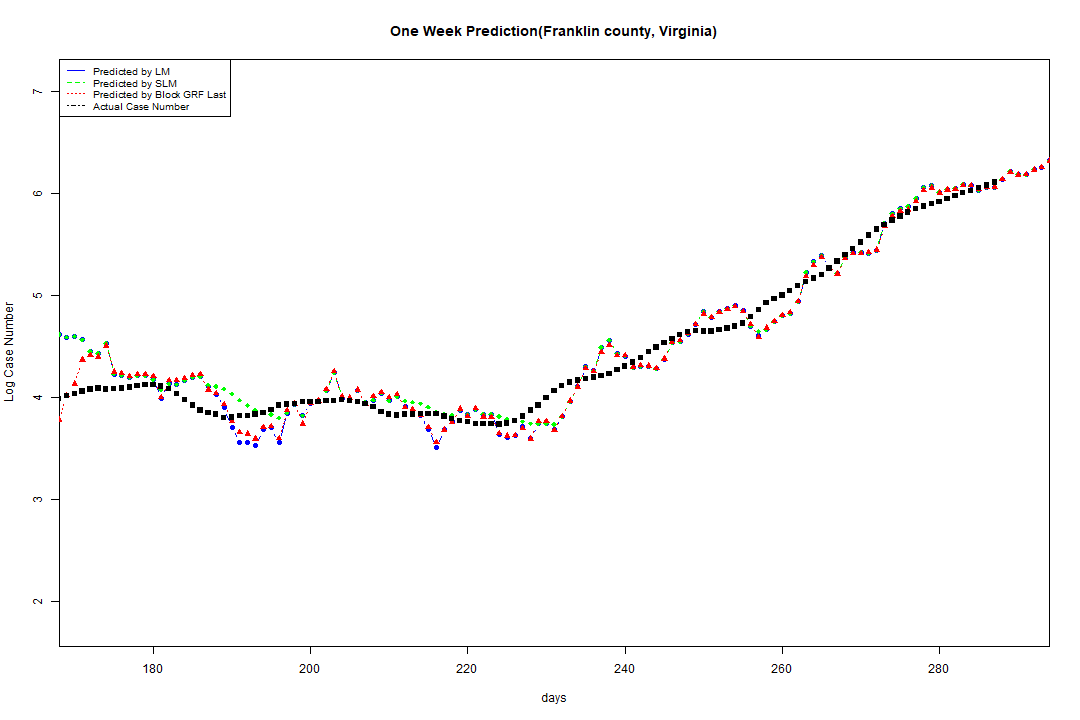 One Week Prediction(Franklin county, Virginia)
Predicted by LM
Predicted by SLM
Predicted by Block GRF Last
Actual Case Number
7
6
5
4
3
2
Log Case Number
180 200 220 240 260 280
days